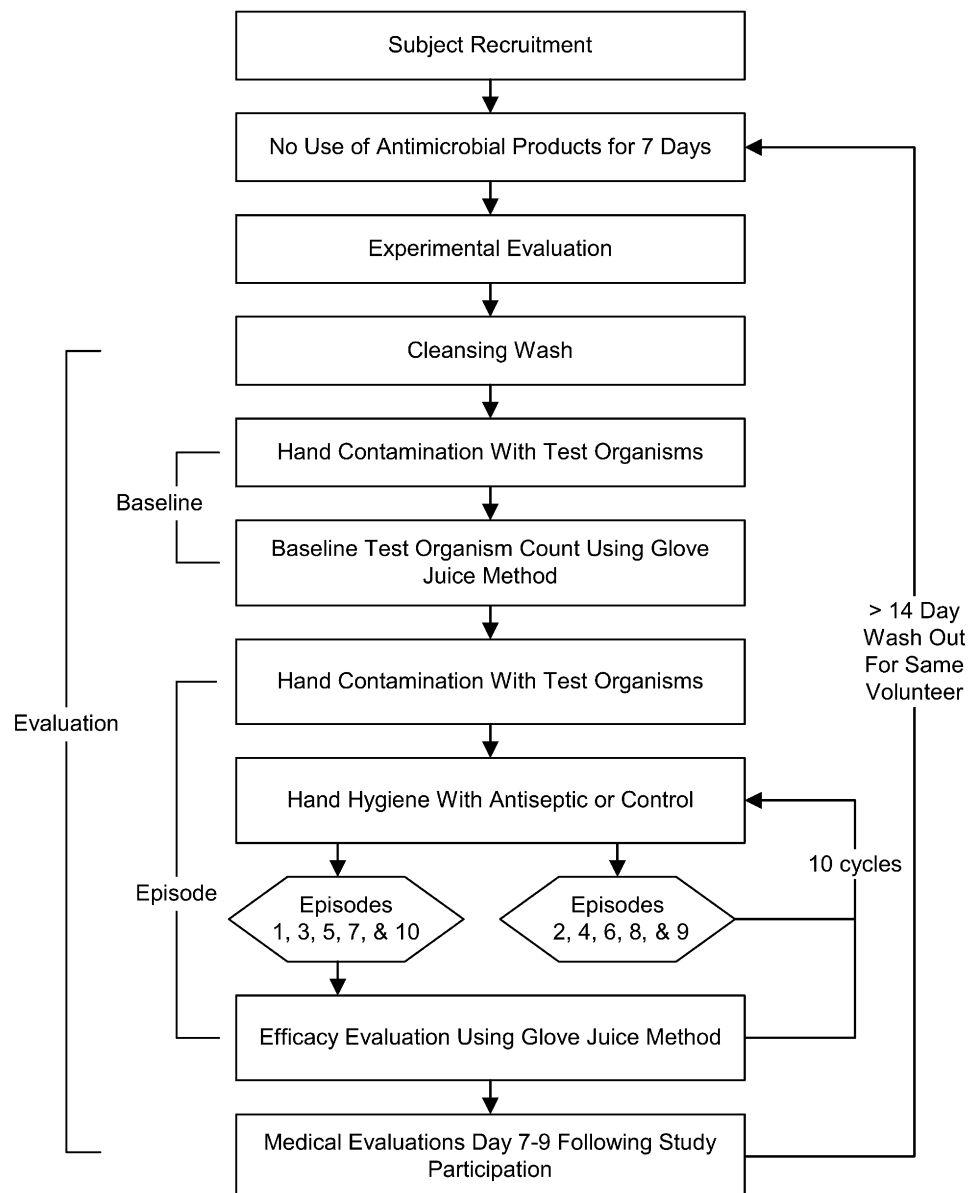 Subject Recruitment
No Use of Antimicrobial Products for 7 Days
Experimental Evaluation
Cleansing Wash
Hand Contamination With Test Organisms
Baseline
Baseline Test Organism Count Using Glove
Juice Method
> 14 Day
Wash Out
For Same
Volunteer
Hand Contamination With Test Organisms
Evaluation
Hand Hygiene With Antiseptic or Control
10 cycles
Episode
Episodes
1, 3, 5, 7, & 10
Episodes
2, 4, 6, 8, & 9
Efficacy Evaluation Using Glove Juice Method
Medical Evaluations Day 7-9 Following Study
Participation